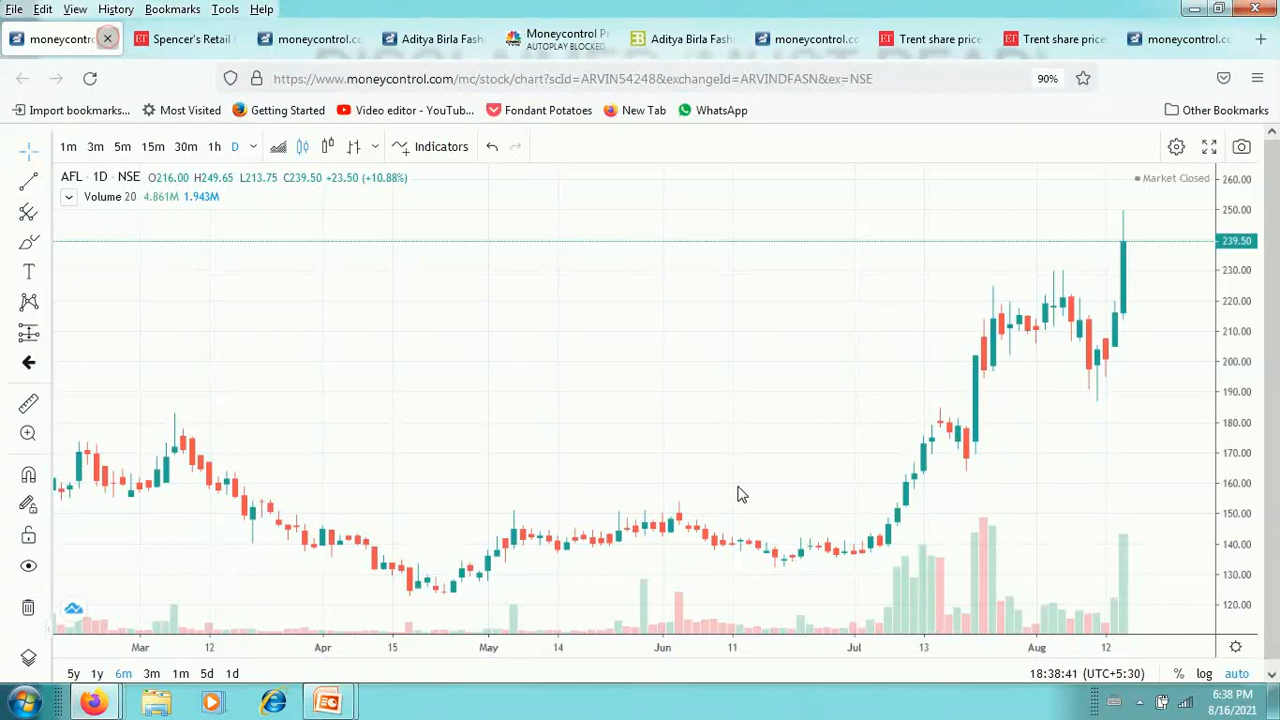 File Edit View History Bookmarks Tools Help
moneycontro Spencer's Retail moneycontrol.co Aditya Birla Fash Moneycontrol P Aditya Birla Fash moneycontrol.co Trent share price Trent share price moneycontrol.co
AUTOPLAY BLOCKED
https://www.moneycontrol.com/mc/stock/chart?scId=ARVIN54248&exchangeId=ARVINDFASN&ex=NSE 90%
Import bookmarks... Most Visited Getting Started Video editor - YouTub... Fondant Potatoes New Tab WhatsApp Other Bookmarks
1m 3m 5m 15m 30m 1h D Indicators
AFL · 1D · NSE O216.00 H249.65 L213.75 C239.50 +23.50 (+10.88%) Market Closed
Volume 20 4.861M 1.943M
260.00
250.00
239.50
230.00
220.00
210.00
200.00
190.00
180.00
170.00
160.00
150.00
140.00
130.00
120.00
Mar 12 Apr 15 May 14 Jun 11 Jul 13 Aug 12
5y 1y 6m 3m 1m 5d 1d 18:38:41 (UTC+5:30) % log auto
6:38 PM
8/16/2021